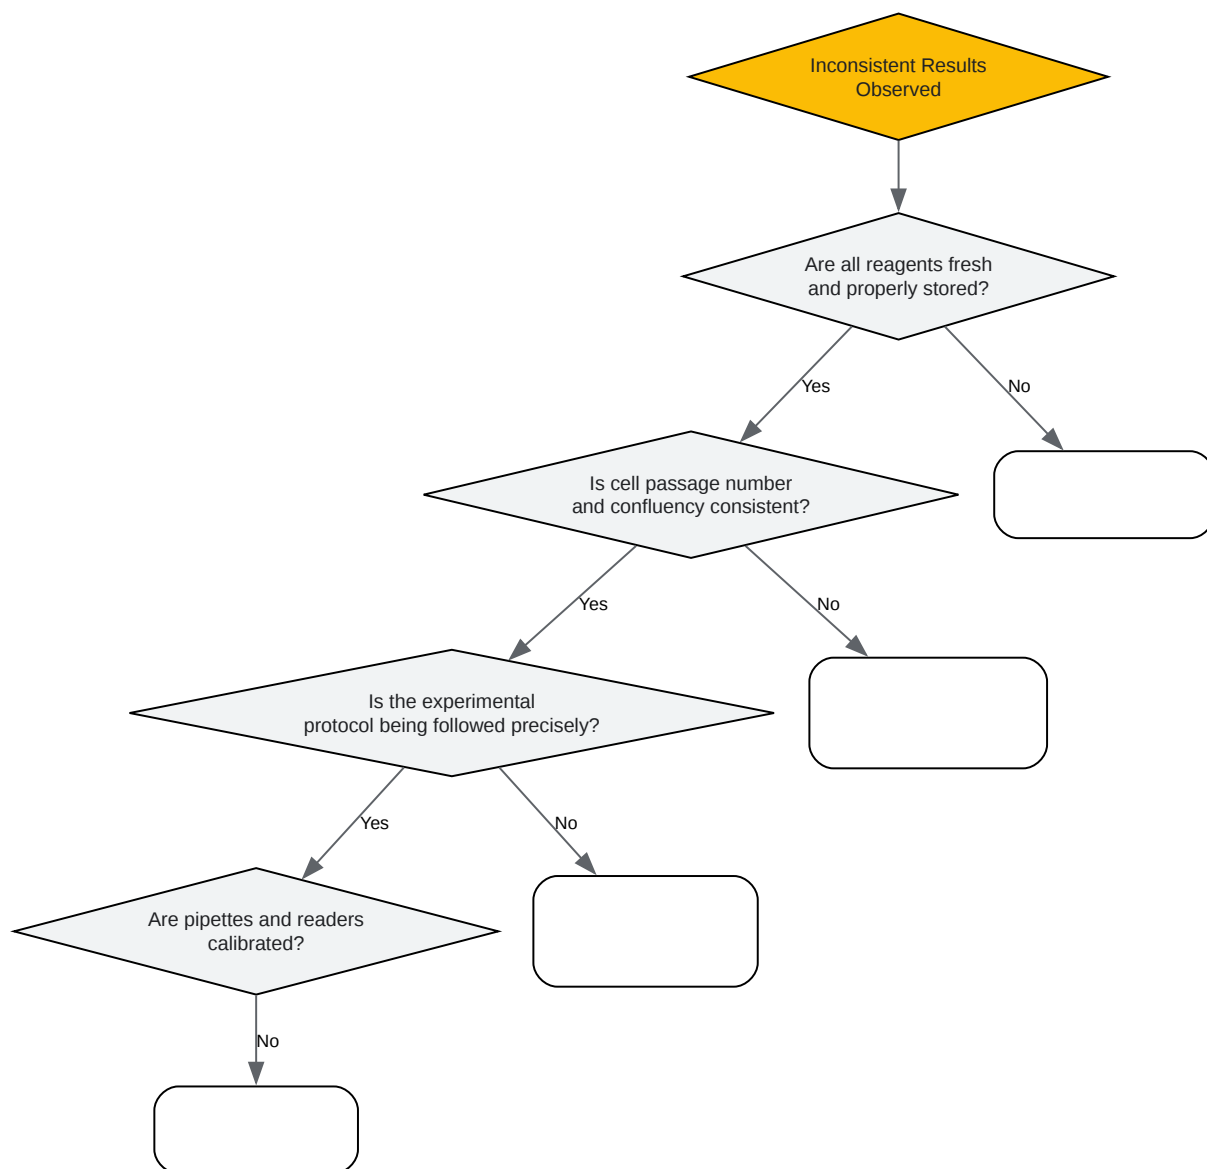 Inconsistent Results
Observed
Are all reagents fresh
and properly stored?
Yes
No
Is cell passage number
and confluency consistent?
Yes
No
Is the experimental
protocol being followed precisely?
Yes
No
Are pipettes and readers
calibrated?
No